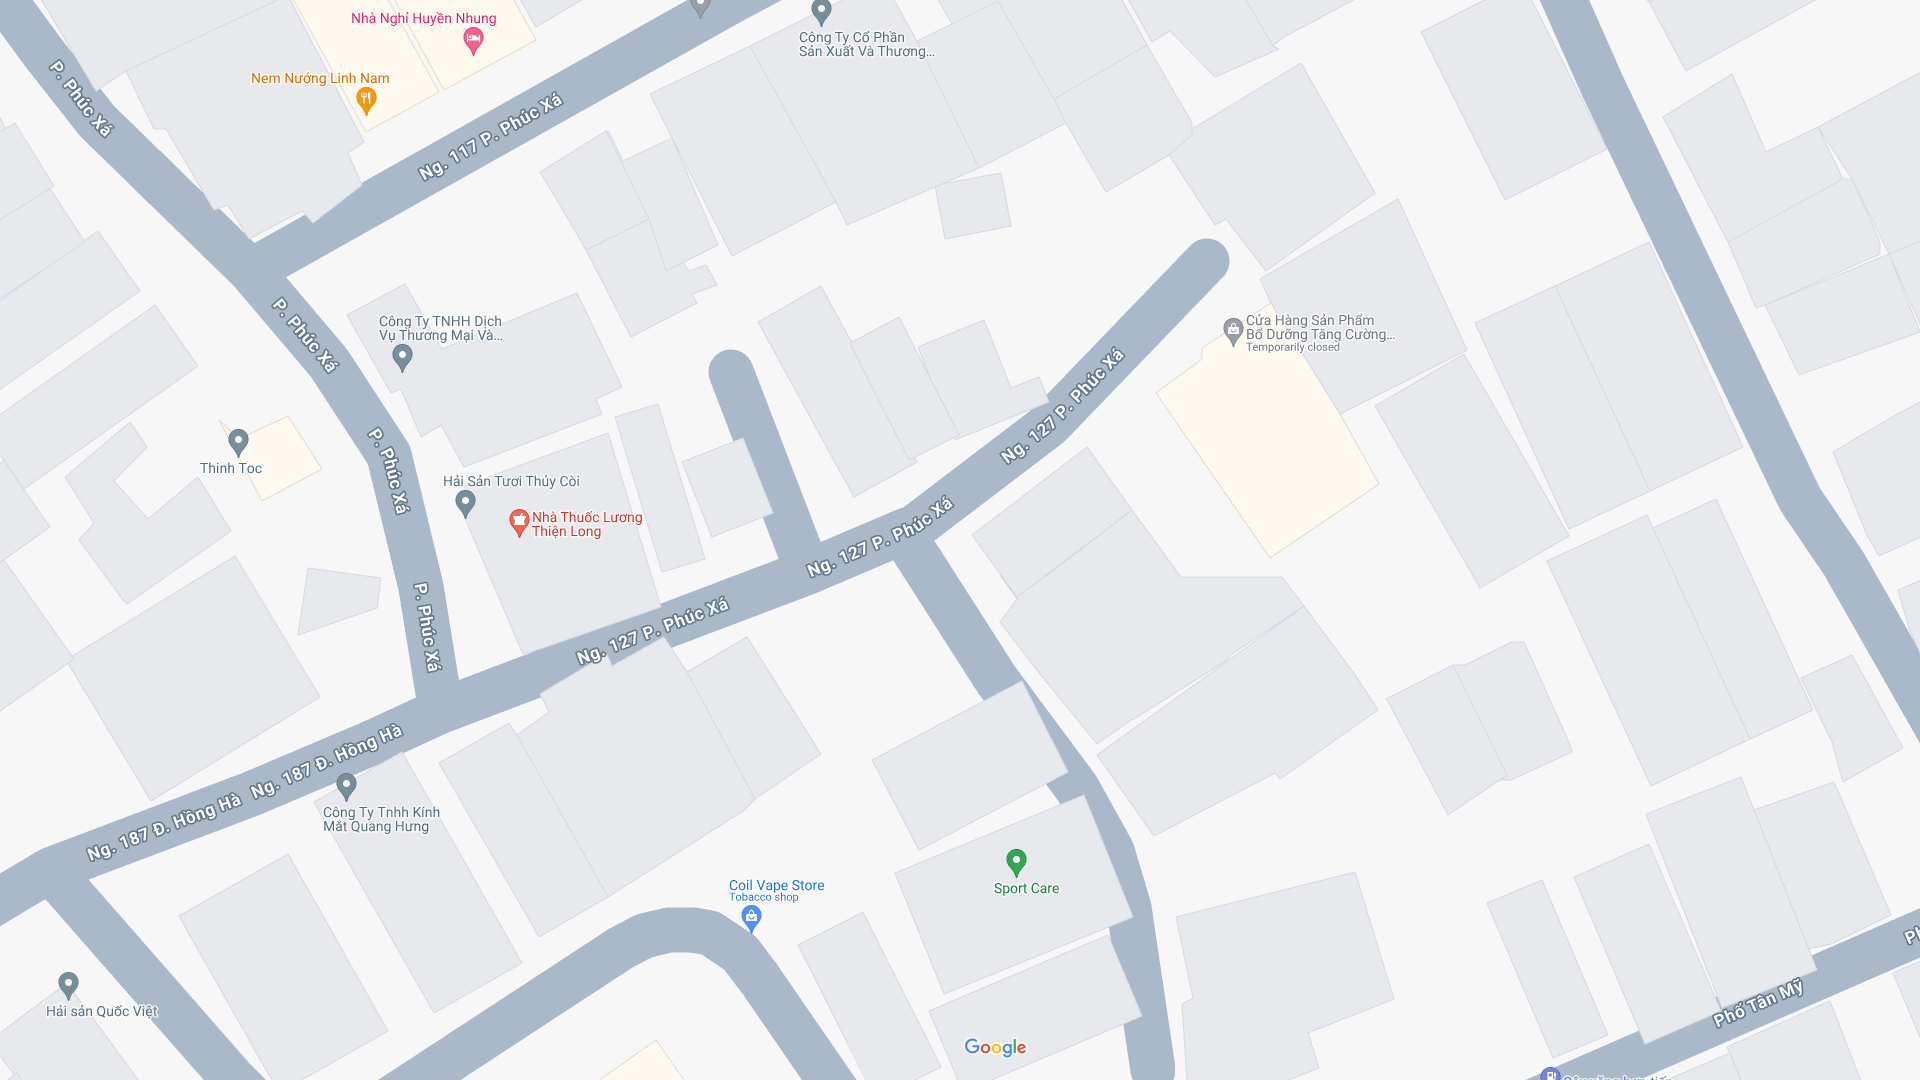 Nhà Nghỉ Huyền Nhung
Công Ty Cổ Phần
Sản Xuất Và Thương...
Nem Nướng Linh Nam
P. Phúc Xá
Ng. 117 P. Phúc Xá
P. Phúc Xá
Công Ty TNHH Dịch
Vụ Thương Mại Và...
Cửa Hàng Sản Phẩm
Bổ Dưỡng Tăng Cường...
Temporarily closed
Ng. 127 P. Phúc Xá
Thinh Toc
P. Phúc Xá
Hải Sản Tươi Thủy Còi
Nhà Thuốc Lương
Thiện Long
Ng. 127 P. Phúc Xá
P. Phúc Xá
Ng. 127 P. Phúc Xá
Ng. 187 Đ. Hồng Hà
Ng. 187 Đ. Hồng Hà
Công Ty Tnhh Kính
Mắt Quang Hưng
Coil Vape Store
Tobacco shop
Sport Care
Hải sản Quốc Việt
Phố Tân Mỹ
Google